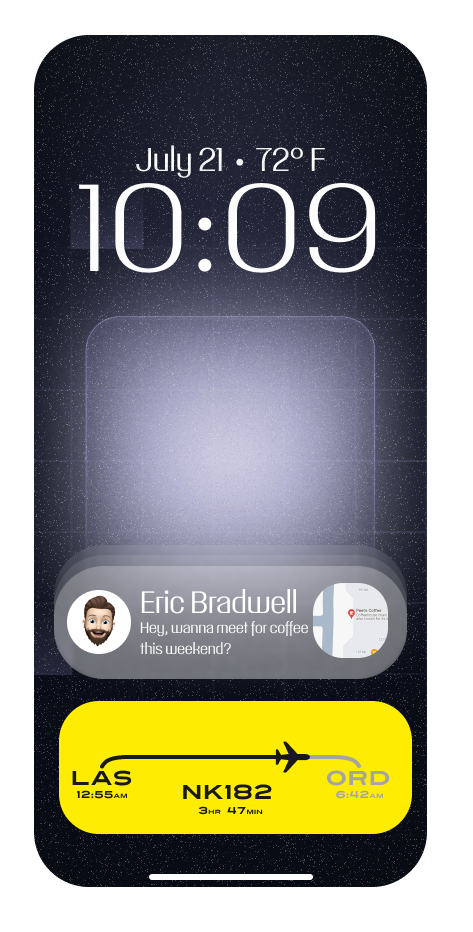 July 21 • 72° F
10:09
Eric Bradwell
Hey, wanna meet for coffee
this weekend?
Peets Coffee
LAS
ORD
12:55AM
6:42AM
NK182
3HR 47MIN